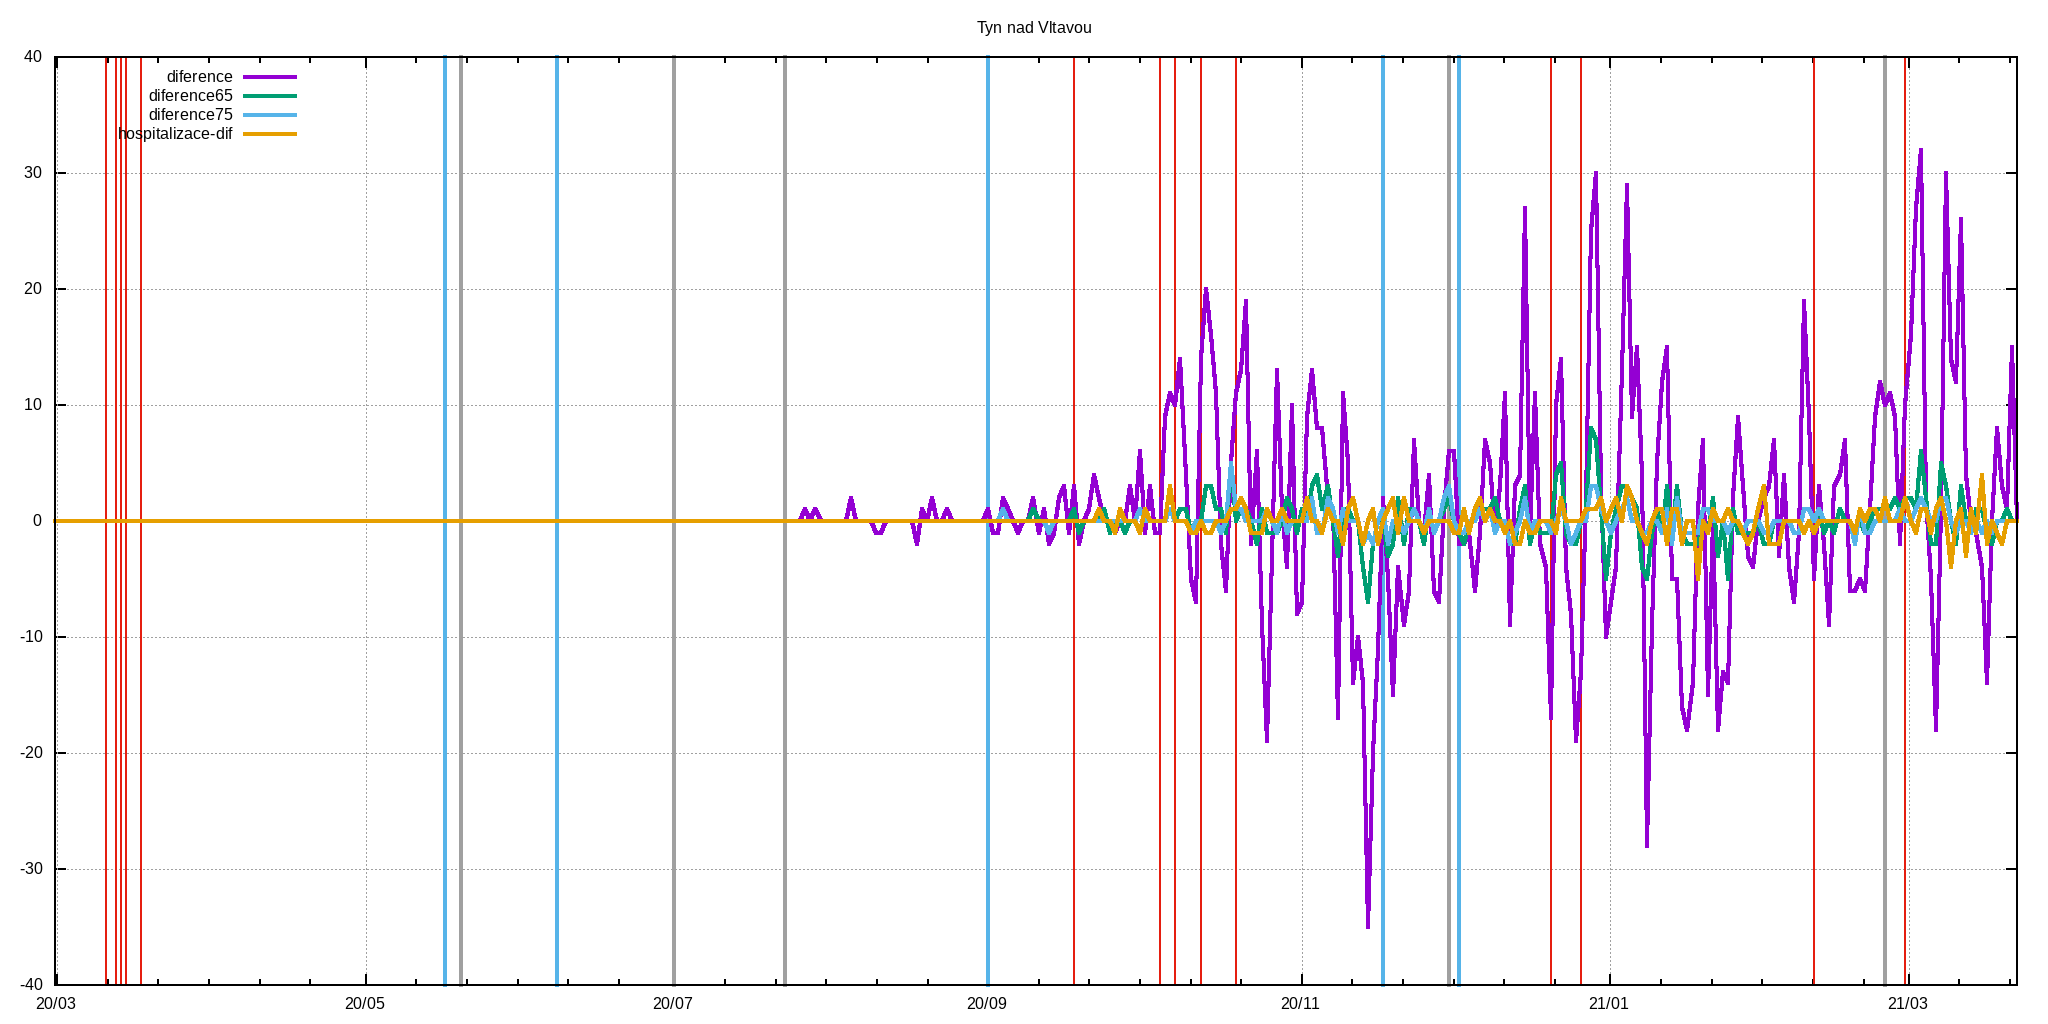 Tyn nad Vltavou
diference
diference65
diference75
hospitalizace-dif
40
30
20
10
0
-10
-20
-30
-40
20/03 20/05 20/07 20/09 20/11 21/01 21/03